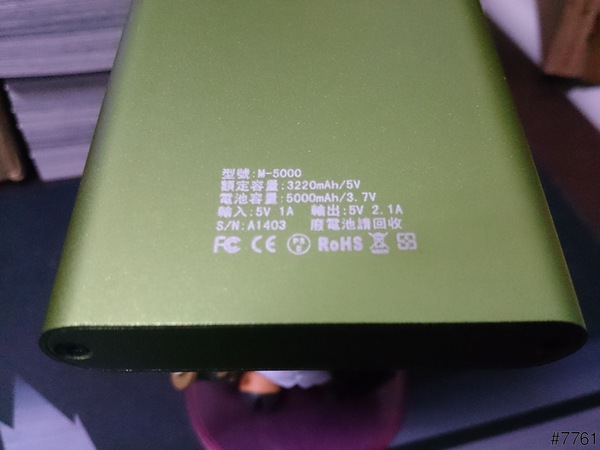 型號:M-5000
額定容量:3220mAh/5V
電池容量:5000mAh/3.7V
輸入:5V 1A 輸出:5V 2.1A
S/N:A1403 廢電池請回收
FC CE RoHS
#7761